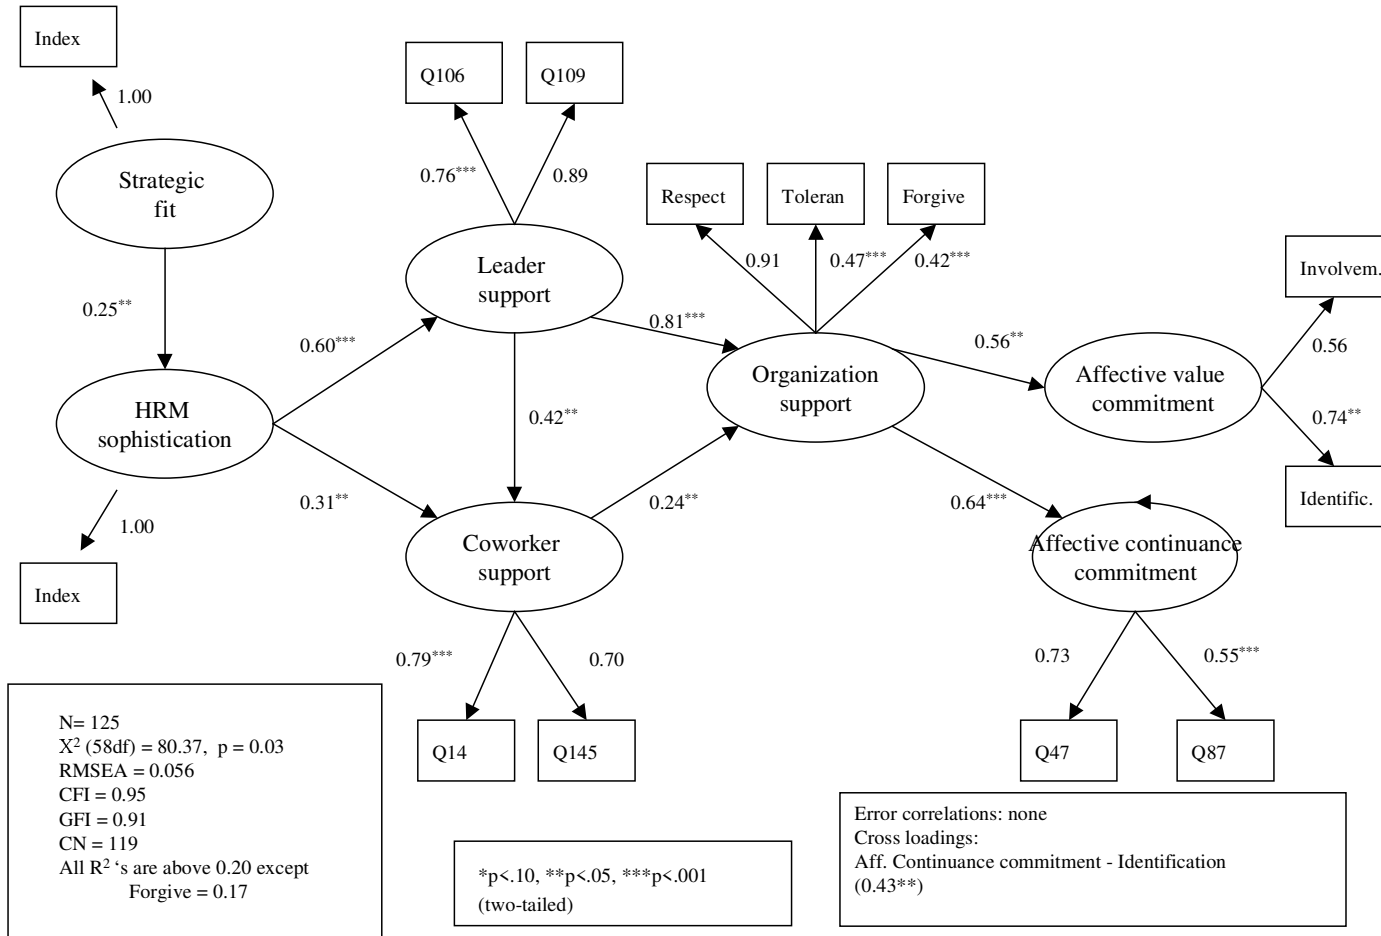 Index
1.00
Q106
Q109
0.76***
0.89
Strategic
fit
Respect
Toleran
Forgive
0.91
0.47***
0.42***
Leader
support
Involvem.
0.25**
0.60***
0.81***
0.56**
0.56
Organization
support
Affective value
commitment
HRM
sophistication
0.42**
0.74**
0.31**
0.24**
0.64***
Identific.
1.00
Coworker
support
Affective continuance
commitment
Index
0.79***
0.70
0.73
0.55***
Q14
Q145
Q47
Q87
N= 125
X² (58df) = 80.37, p = 0.03
RMSEA = 0.056
CFI = 0.95
GFI = 0.91
CN = 119
All R² ‘s are above 0.20 except
Forgive = 0.17
*p<.10, **p<.05, ***p<.001
(two-tailed)
Error correlations: none
Cross loadings:
Aff. Continuance commitment - Identification
(0.43**)